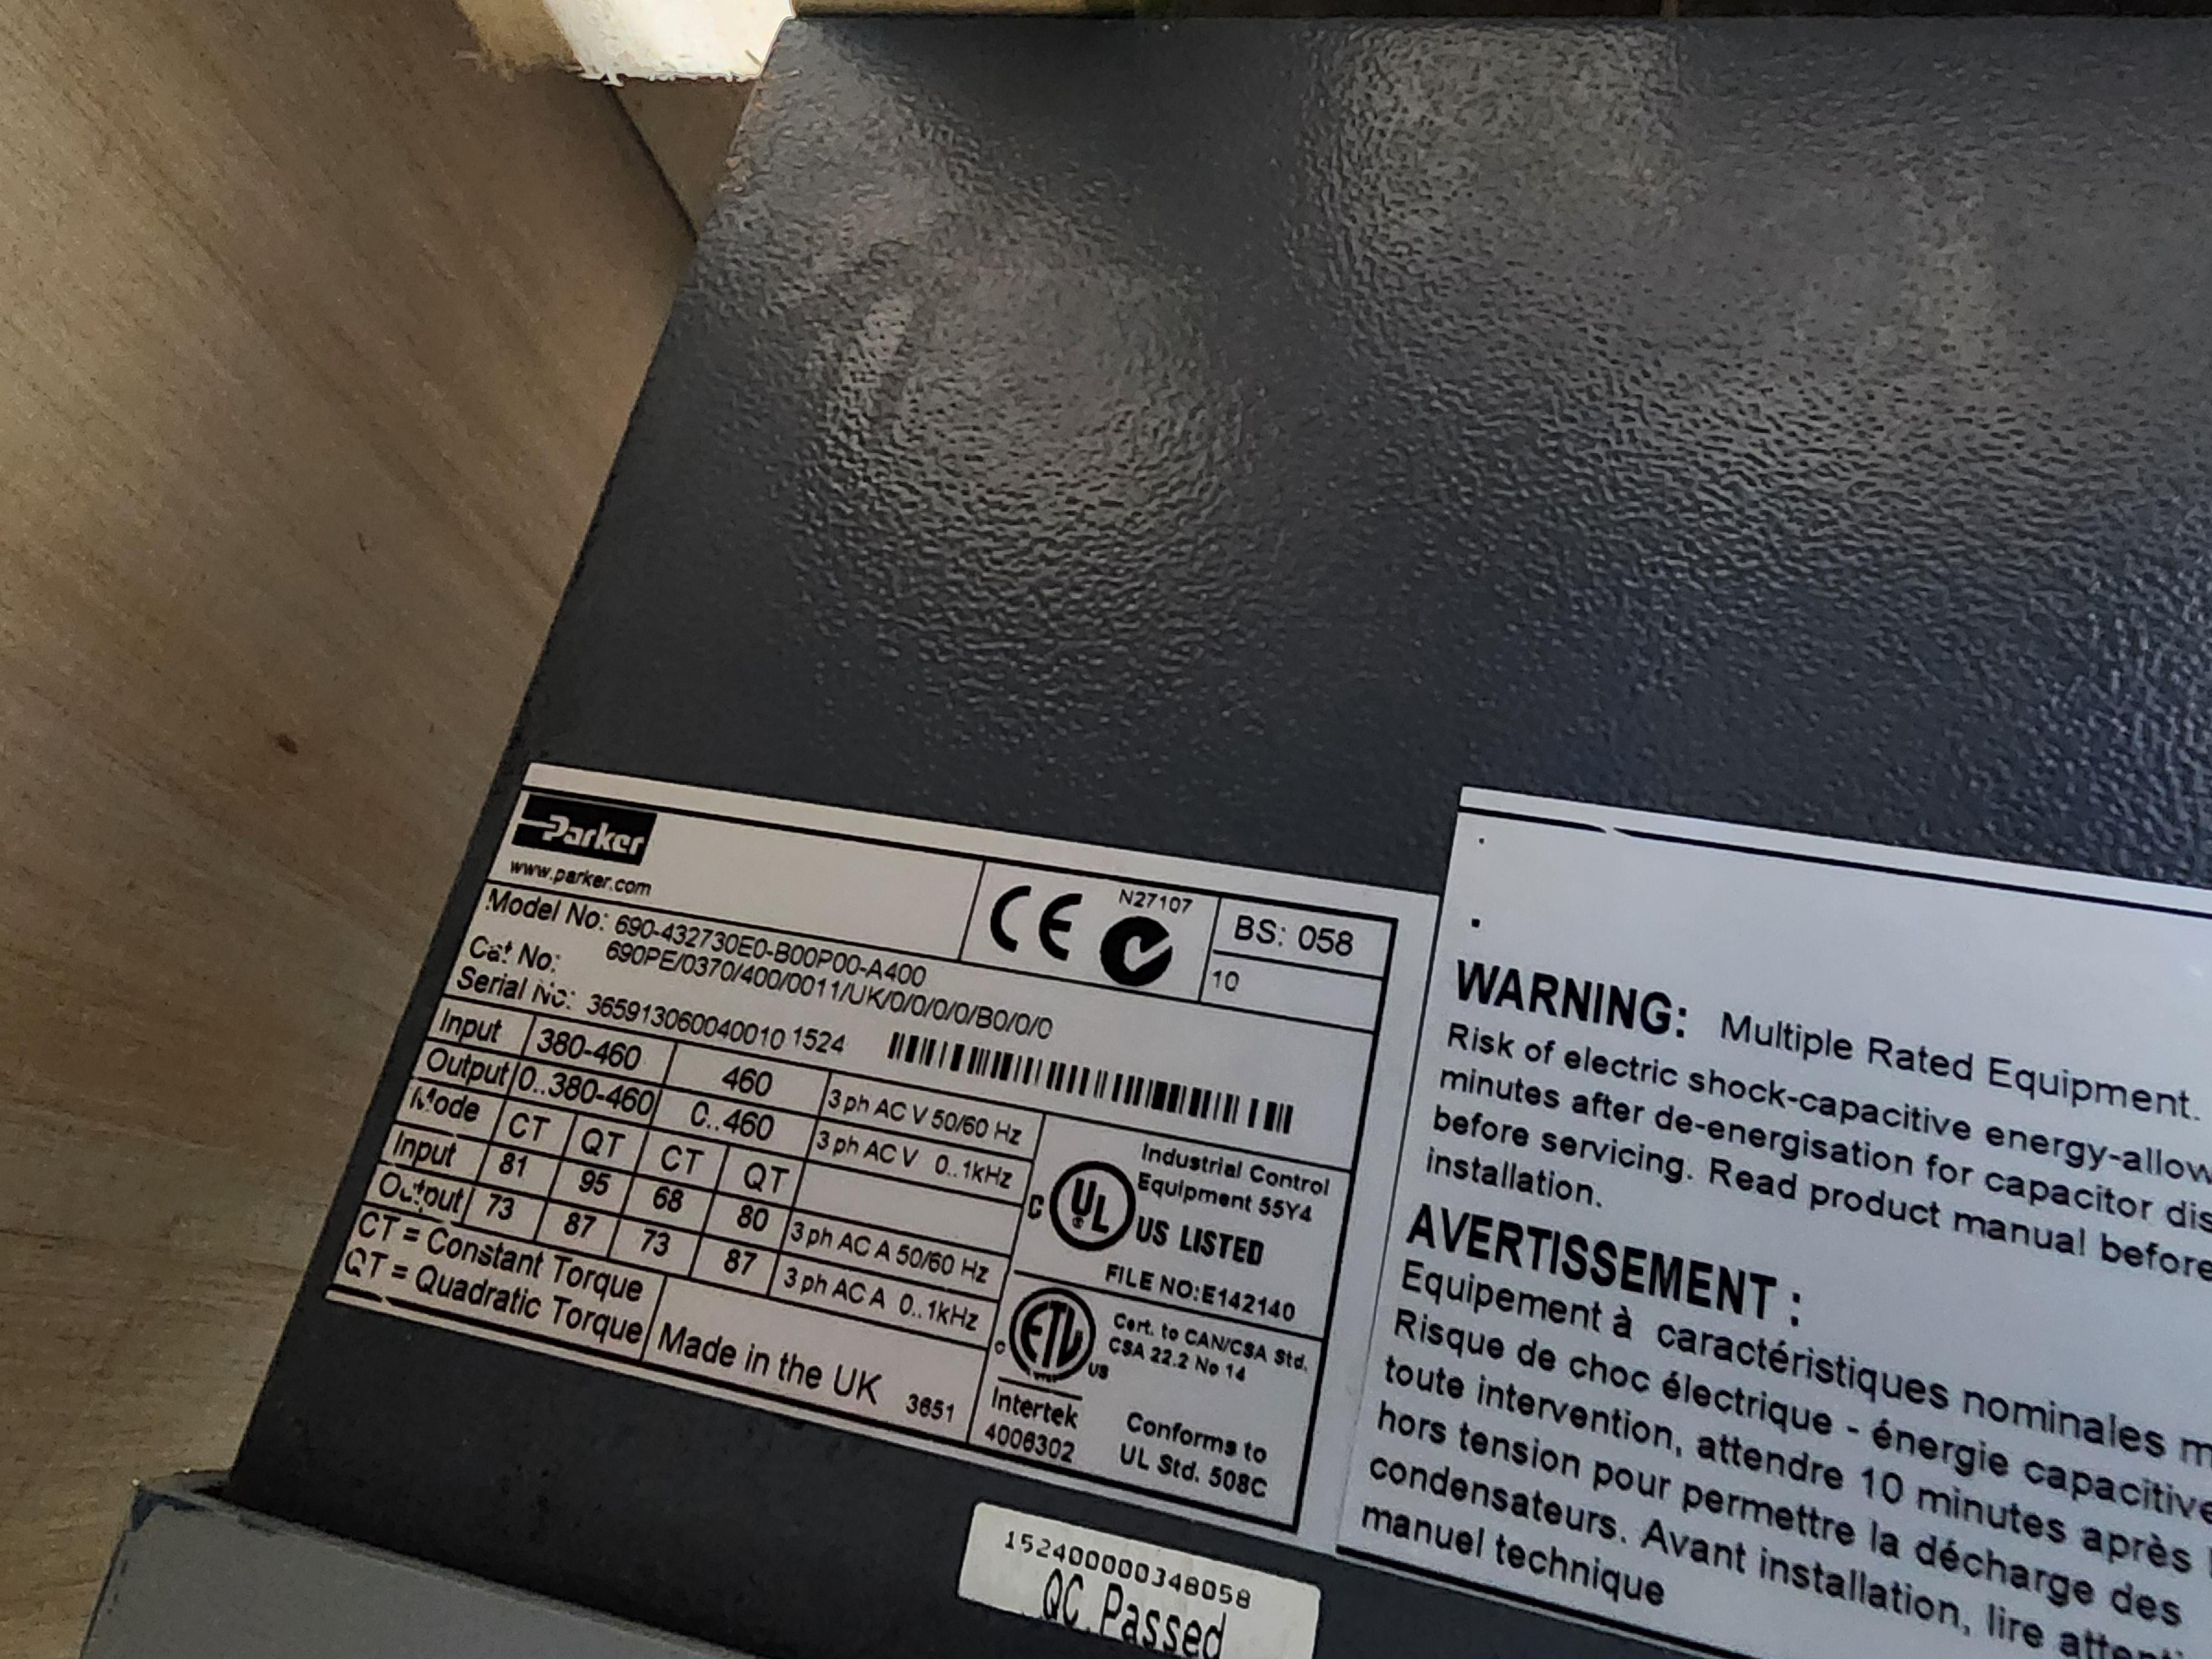 Parker
www.parker.com
CE N27107
BS: 058
10
Model No: 690-432730E0-B00P00-A400
Cat No: 690PE/0370/400/0011/UK/0/0/0/0/B0/0/0
Serial No: 365913060040010 1524
Input 380-460 460 3 ph AC V 50/60 Hz
Output 0..380-460 0..460 3 ph AC V 0..1kHz
Mode CT QT CT QT
Input 81 95 68 80 3 ph AC A 50/60 Hz
Output 73 87 73 87 3 ph AC A 0..1kHz
CT = Constant Torque
QT = Quadratic Torque
Made in the UK 3651
Industrial Control
Equipment 55Y4
C UL ® US LISTED
FILE NO:E142140
c ETL us
Intertek
4006302
Cert. to CAN/CSA Std.
CSA 22.2 No 14
Conforms to
UL Std. 508C
152400000348058
QC Passed
WARNING: Multiple Rated Equipment.
Risk of electric shock-capacitive energy-allow
minutes after de-energisation for capacitor dis
before servicing. Read product manual before
installation.
AVERTISSEMENT :
Equipement à caractéristiques nominales m
Risque de choc électrique - énergie capacitive
toute intervention, attendre 10 minutes après
hors tension pour permettre la décharge des
condensateurs. Avant installation, lire attenti
manuel technique